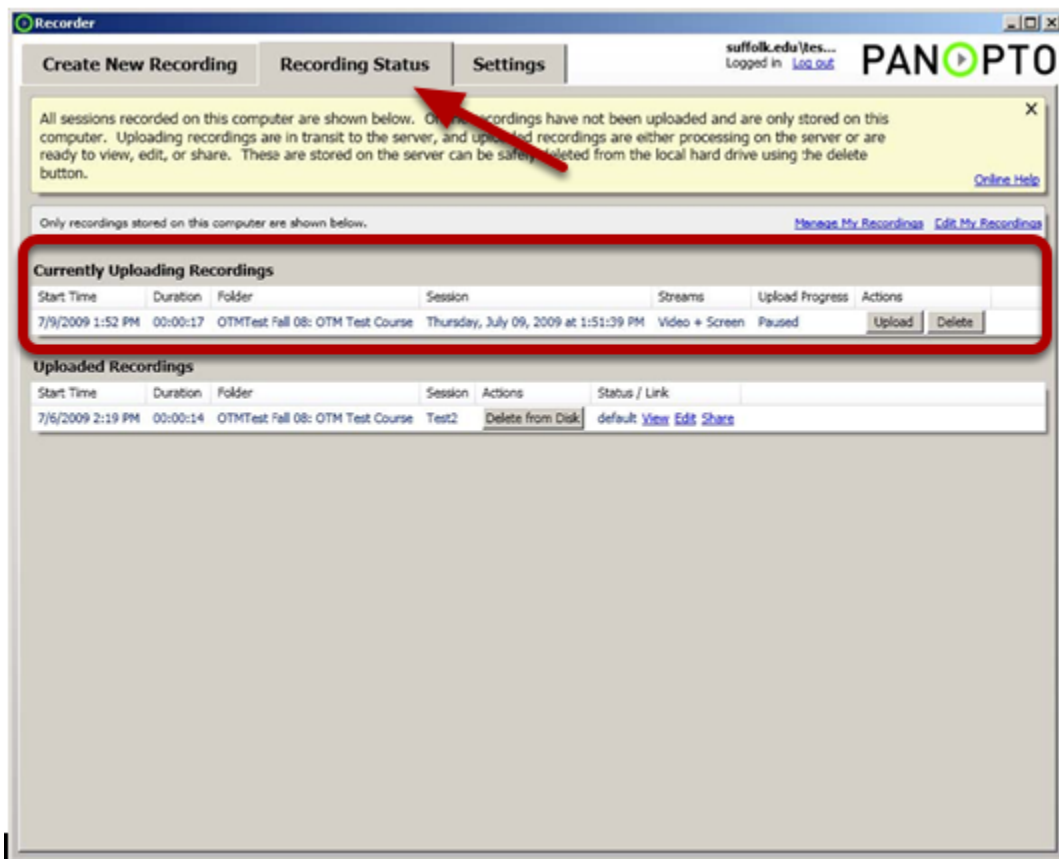 Recorder
Create New Recording Recording Status Settings
suffolk.edu\tes...
Logged in Log out
PANOPTO
All sessions recorded on this computer are shown below. recordings have not been uploaded and are only stored on this
computer. Uploading recordings are in transit to the server, and uploaded recordings are either processing on the server or are
ready to view, edit, or share. These are stored on the server can be safely deleted from the local hard drive using the delete
button.
Online Help
Only recordings stored on this computer are shown below. Manage My Recordings Edit My Recordings
Currently Uploading Recordings
Start Time Duration Folder Session Streams Upload Progress Actions
7/9/2009 1:52 PM 00:00:17 OTMTest Fall 08: OTM Test Course Thursday, July 09, 2009 at 1:51:39 PM Video + Screen Paused Upload Delete
Uploaded Recordings
Start Time Duration Folder Session Actions Status / Link
7/6/2009 2:19 PM 00:00:14 OTMTest Fall 08: OTM Test Course Test2 Delete from Disk default View Edit Share